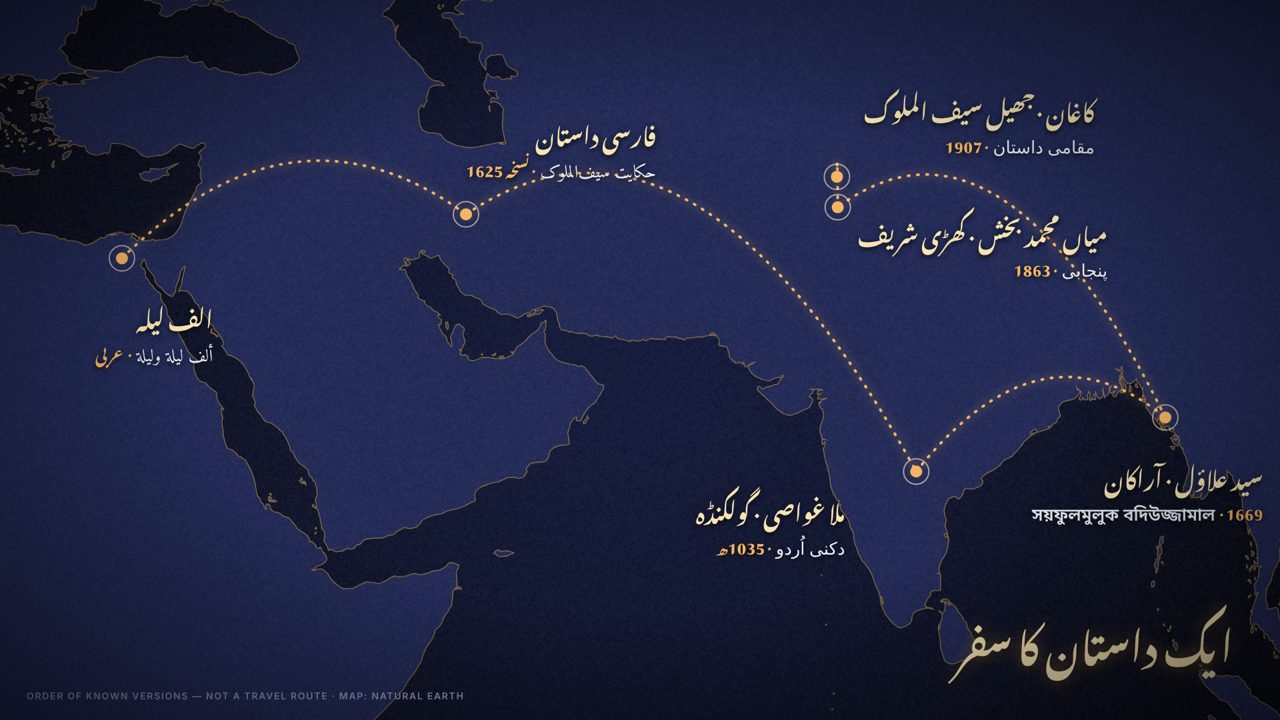 کاغان · جھیل سیف الملوک
مقامی داستان · 1907
فارسی داستان
حکایت سیف‌الملوک · نسخہ 1625
میاں محمد بخش · کھڑی شریف
پنجابی · 1863
الف لیلہ
ألف ليلة وليلة · عربی
سید علاؤل · آراکان
সয়ফুলমুলুক বদিউজ্জামাল · 1669
ملا غواصی · گولکنڈہ
دکنی اُردو · 1035ھ
ایک داستان کا سفر
ORDER OF KNOWN VERSIONS — NOT A TRAVEL ROUTE · MAP: NATURAL EARTH